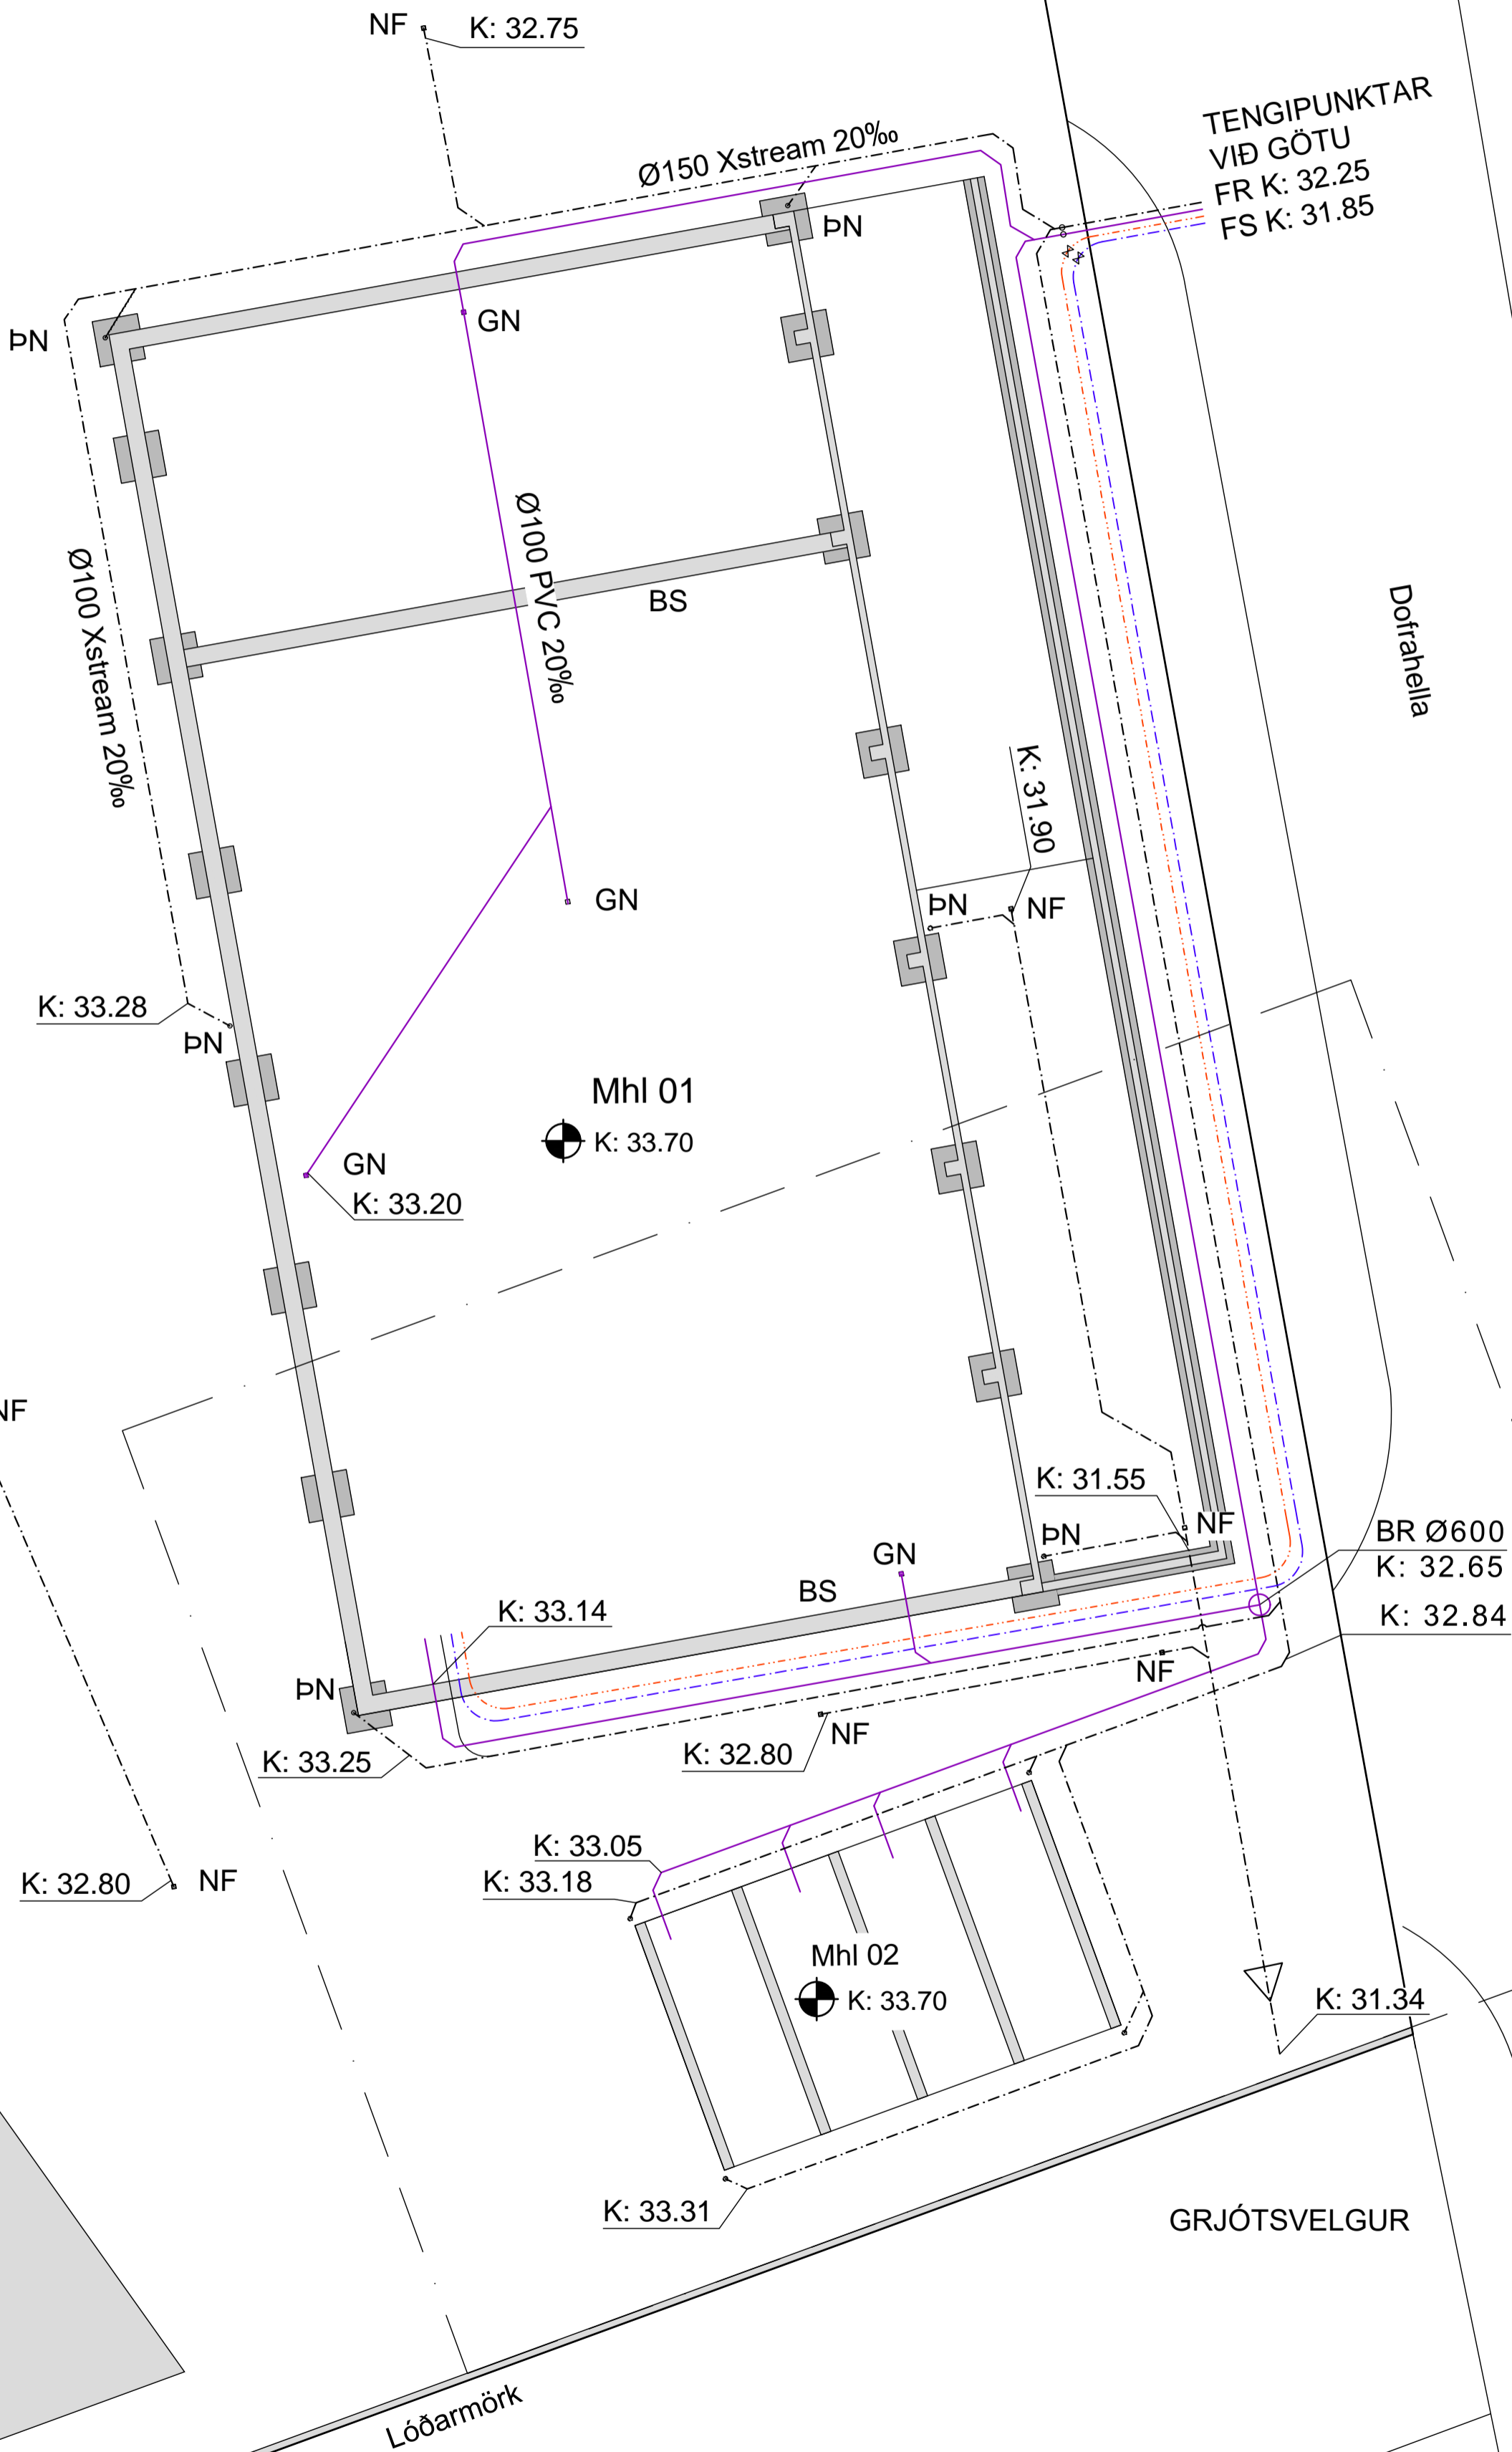 NF
K: 32.75
TENGIPUNKTAR
VIÐ GÖTU
FR K: 32.25
FS K: 31.85
Ø150 Xstream 20‰
ÞN
GN
ÞN
Ø100 PVC 20‰
Ø100 Xstream 20‰
BS
Dofrahella
K: 31.90
GN
ÞN
NF
K: 33.28
ÞN
Mhl 01
K: 33.70
GN
K: 33.20
NF
K: 31.55
NF
ÞN
BR Ø600
K: 32.65
K: 32.84
GN
BS
K: 33.14
ÞN
NF
K: 33.25
NF
K: 32.80
K: 33.05
K: 33.18
K: 32.80
NF
Mhl 02
K: 33.70
K: 31.34
K: 33.31
GRJÓTSVELGUR
Lóðarmörk